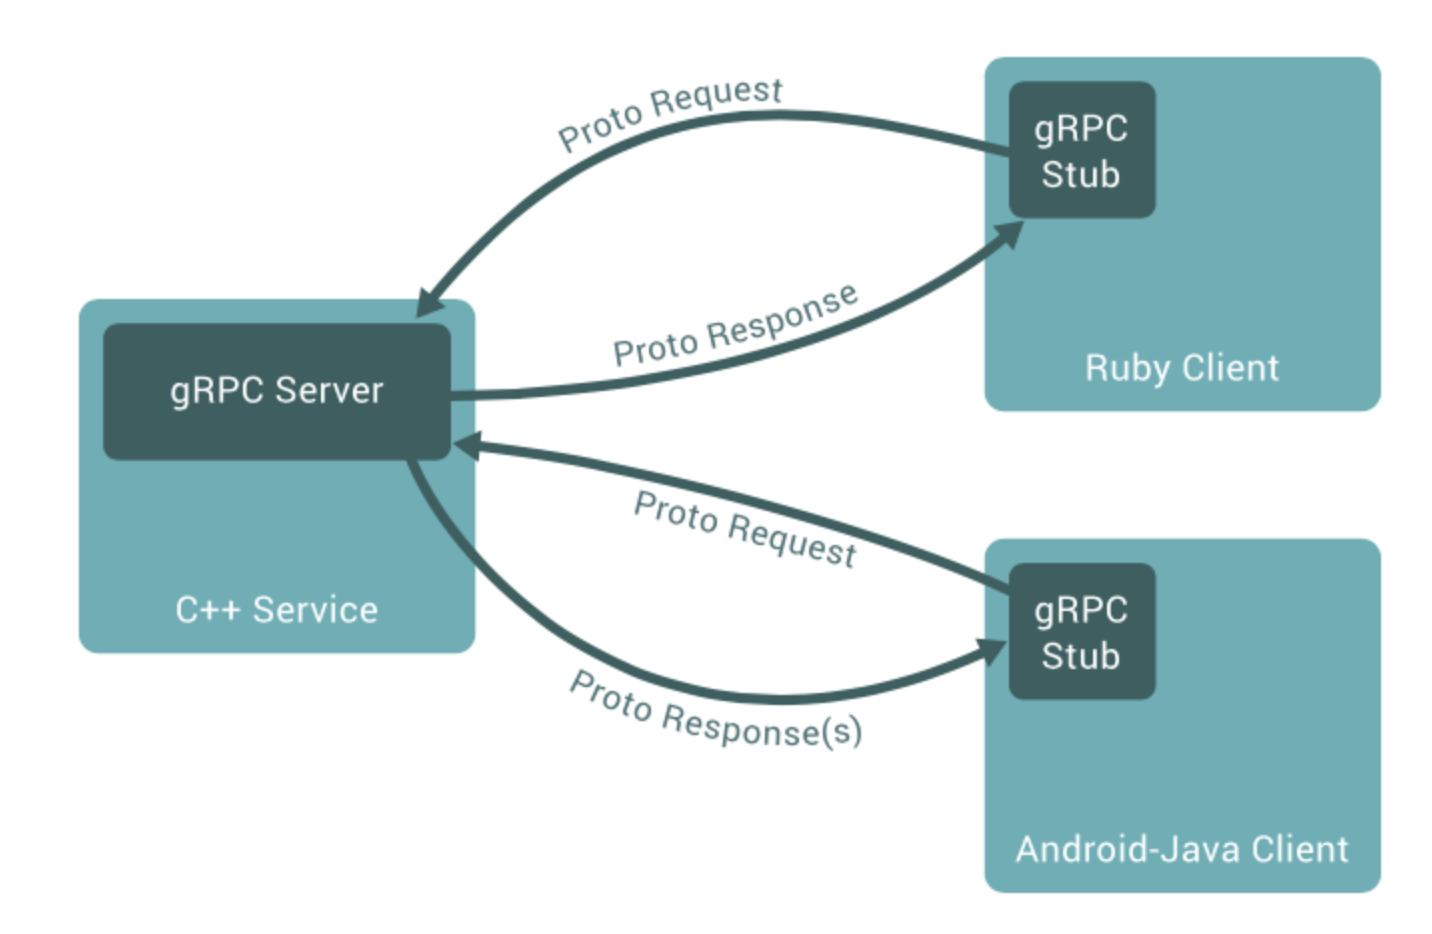 Proto Request
gRPC
Stub
Proto Response
Ruby Client
gRPC Server
C++ Service
Proto Request
gRPC
Stub
Proto Response(s)
Android-Java Client